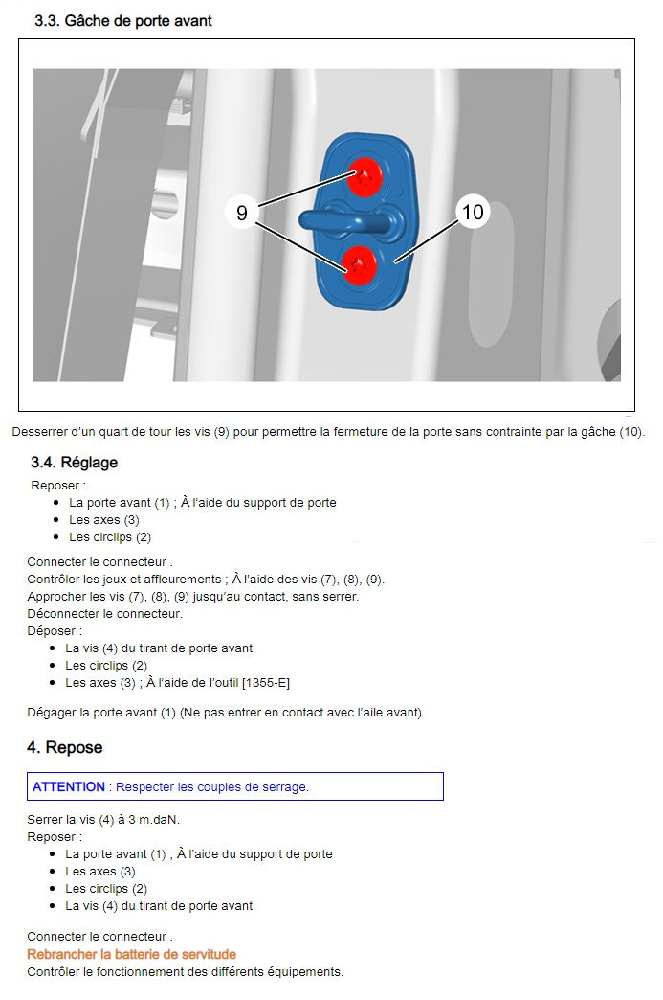 3.3. Gâche de porte avant
9
10
Desserrer d'un quart de tour les vis (9) pour permettre la fermeture de la porte sans contrainte par la gâche (10).
3.4. Réglage
Reposer :
• La porte avant (1) ; À l'aide du support de porte
• Les axes (3)
• Les circlips (2)
Connecter le connecteur .
Contrôler les jeux et affleurements ; À l'aide des vis (7), (8), (9).
Approcher les vis (7), (8), (9) jusqu'au contact, sans serrer.
Déconnecter le connecteur.
Déposer :
• La vis (4) du tirant de porte avant
• Les circlips (2)
• Les axes (3) ; À l'aide de l'outil [1355-E]
Dégager la porte avant (1) (Ne pas entrer en contact avec l'aile avant).
4. Repose
ATTENTION : Respecter les couples de serrage.
Serrer la vis (4) à 3 m.daN.
Reposer :
• La porte avant (1) ; À l'aide du support de porte
• Les axes (3)
• Les circlips (2)
• La vis (4) du tirant de porte avant
Connecter le connecteur .
Rebrancher la batterie de servitude
Contrôler le fonctionnement des différents équipements.